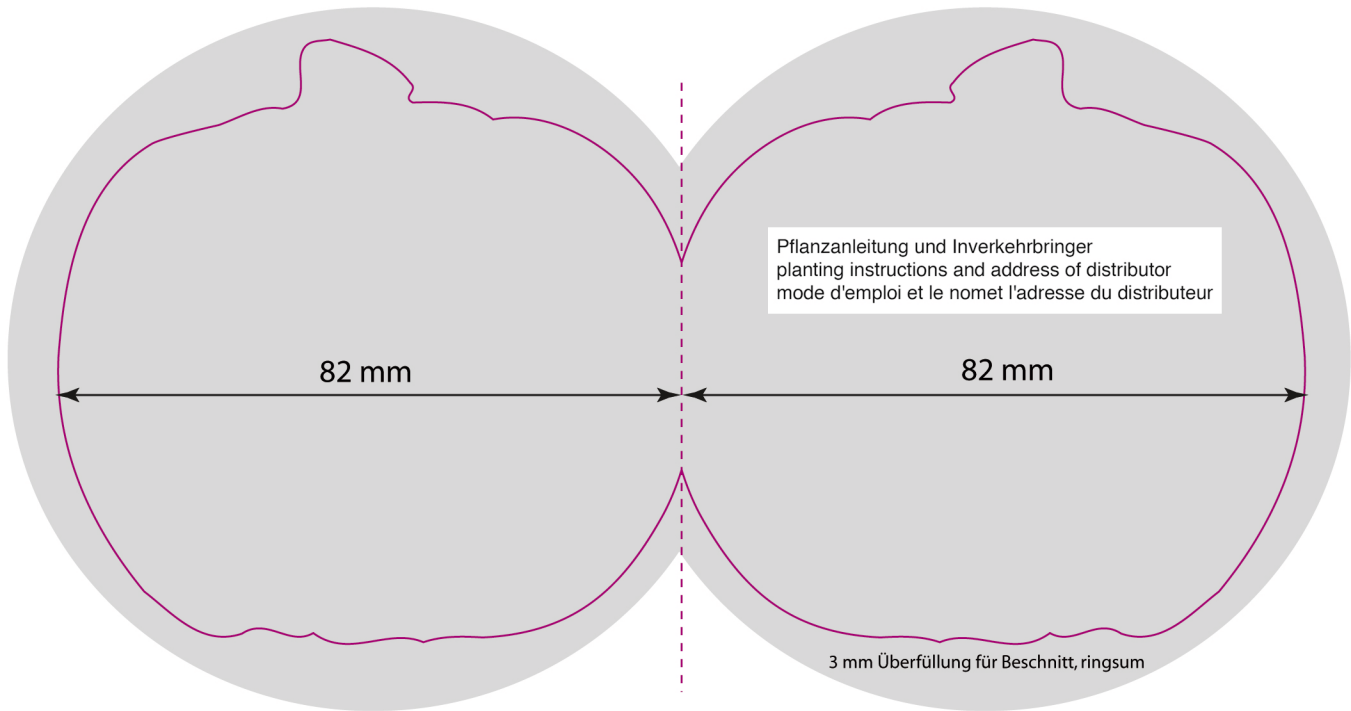 Pflanzanleitung und Inverkehrbringer
planting instructions and address of distributor
mode d'emploi et le nomet l'adresse du distributeur
82 mm
82 mm
3 mm Überfüllung für Beschnitt, ringsum